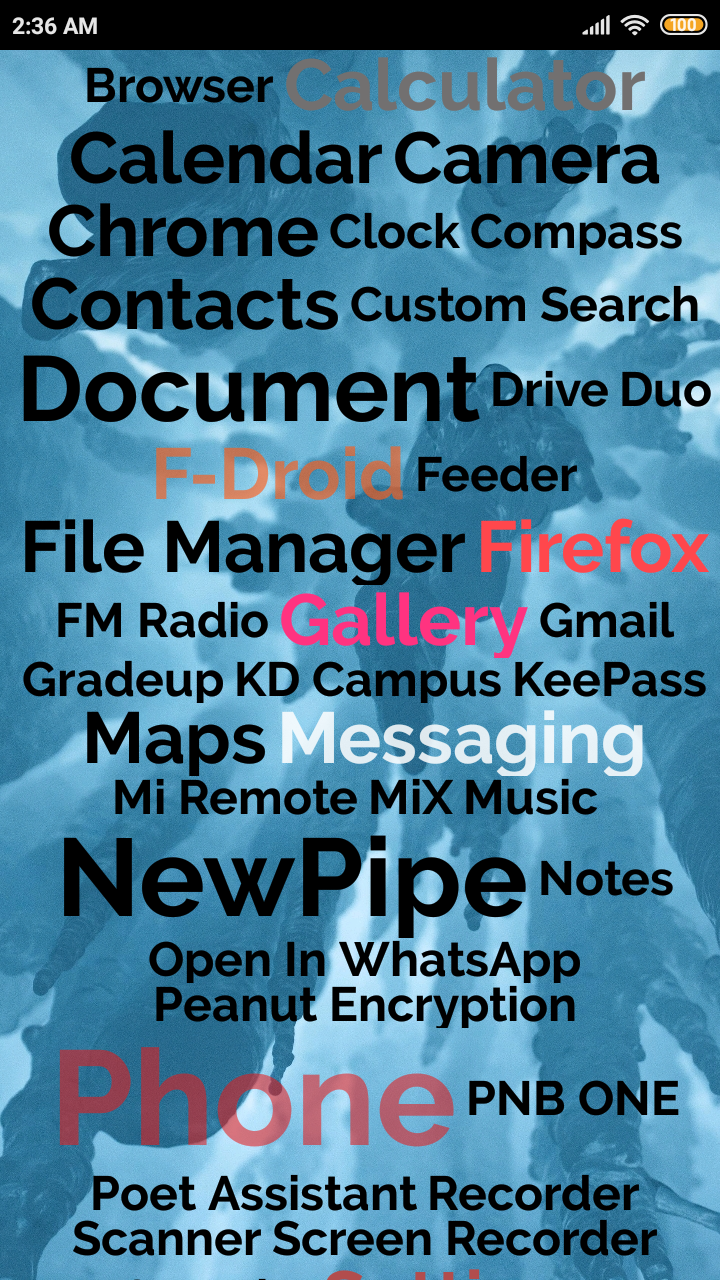 2:36 AM 100
Browser Calculator
Calendar Camera
Chrome Clock Compass
Contacts Custom Search
Document Drive Duo
F-Droid Feeder
File Manager Firefox
FM Radio Gallery Gmail
Gradeup KD Campus KeePass
Maps Messaging
Mi Remote MiX Music
NewPipe Notes
Open In WhatsApp
Peanut Encryption
Phone PNB ONE
Poet Assistant Recorder
Scanner Screen Recorder